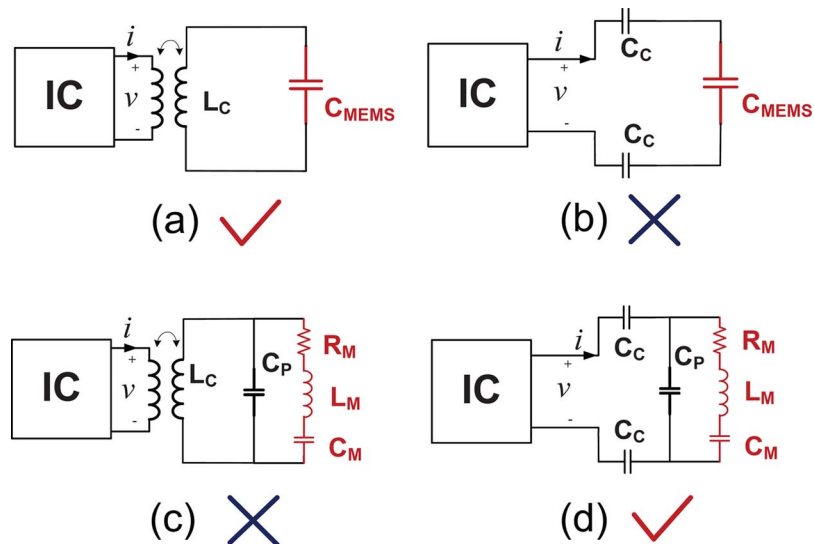 i
+
IC
v
-
L_C
C_MEMS
(a)
i
C_C
+
IC
v
-
C_C
C_MEMS
(b)
i
+
IC
v
-
L_C
C_P
R_M
L_M
C_M
(c)
i
C_C
+
IC
v
-
C_C
C_P
R_M
L_M
C_M
(d)